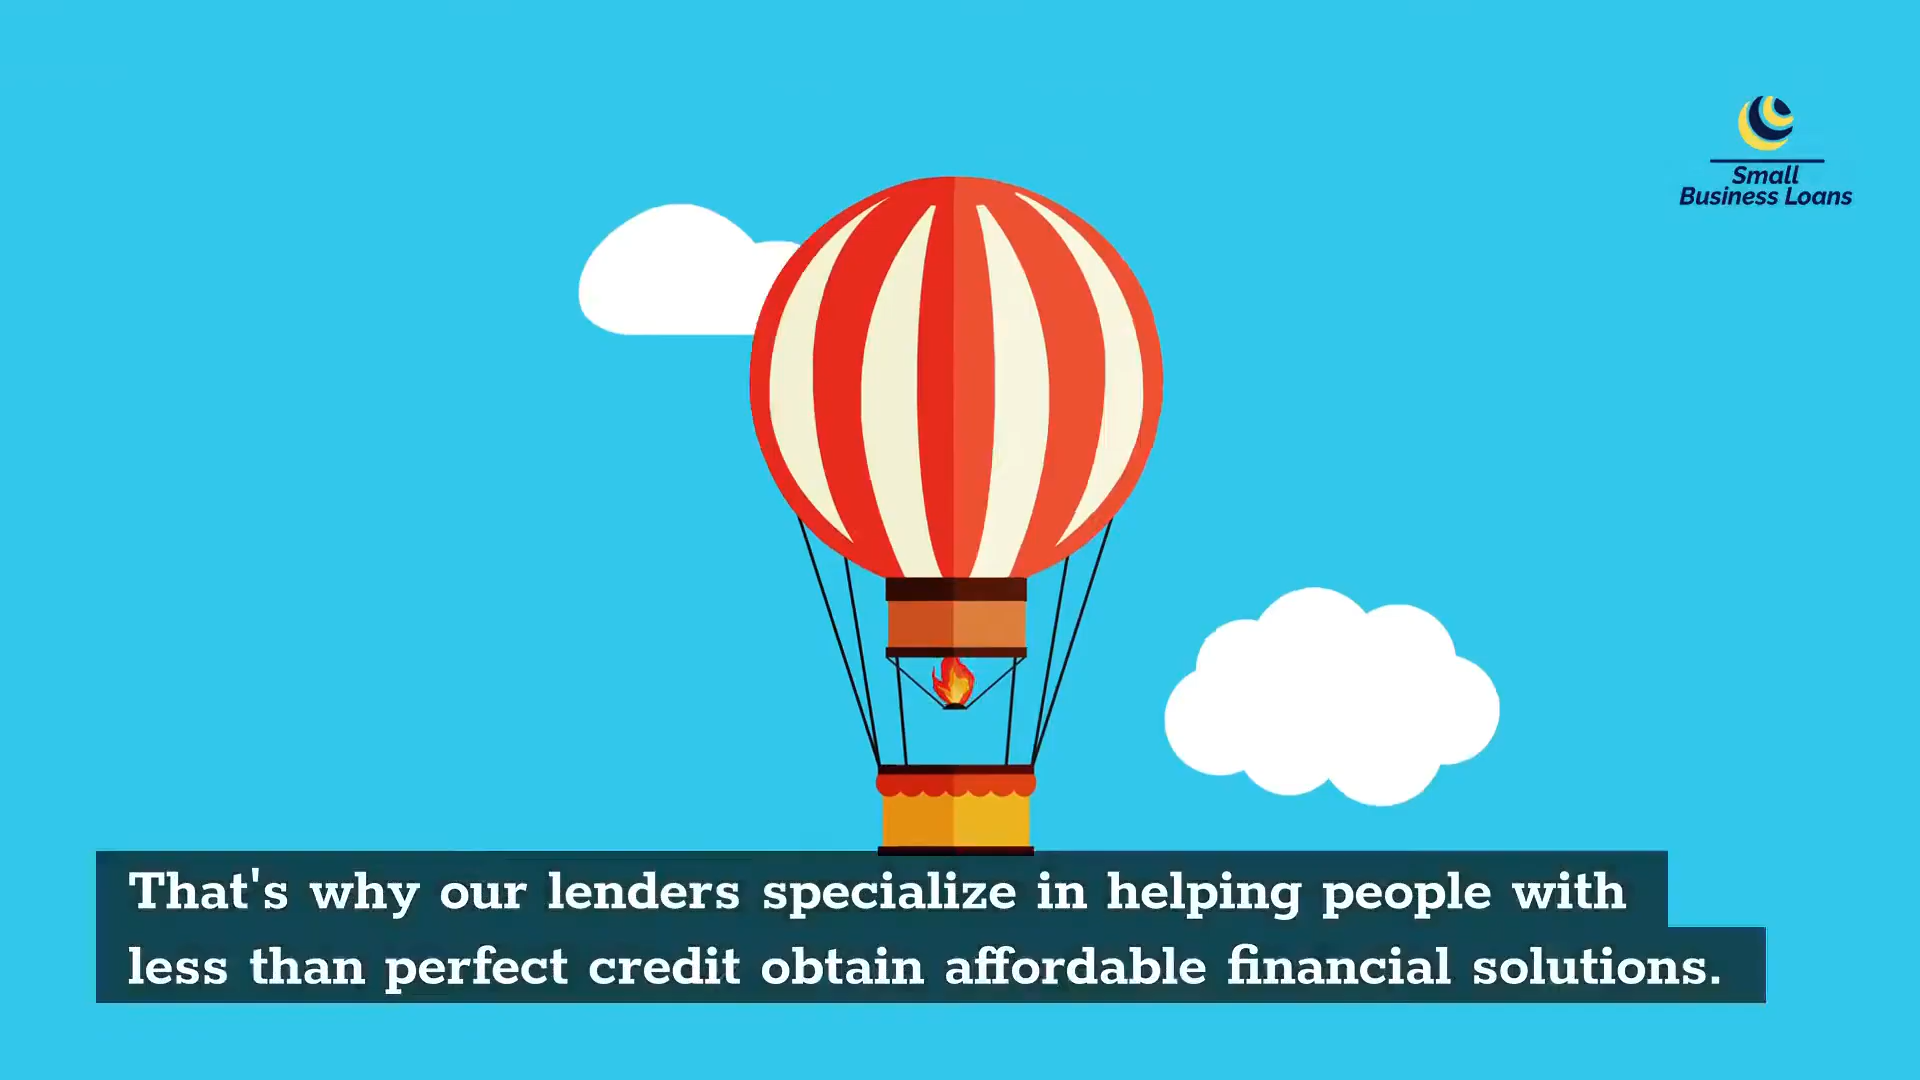 Small
Business Loans
That's why our lenders specialize in helping people with
less than perfect credit obtain affordable financial solutions.